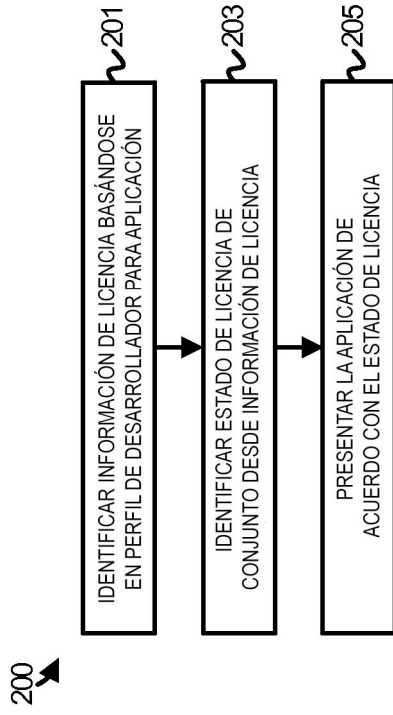 200
201
IDENTIFICAR INFORMACIÓN DE LICENCIA BASÁNDOSE
EN PERFIL DE DESARROLLADOR PARA APLICACIÓN
203
IDENTIFICAR ESTADO DE LICENCIA DE
CONJUNTO DESDE INFORMACIÓN DE LICENCIA
205
PRESENTAR LA APLICACIÓN DE
ACUERDO CON EL ESTADO DE LICENCIA